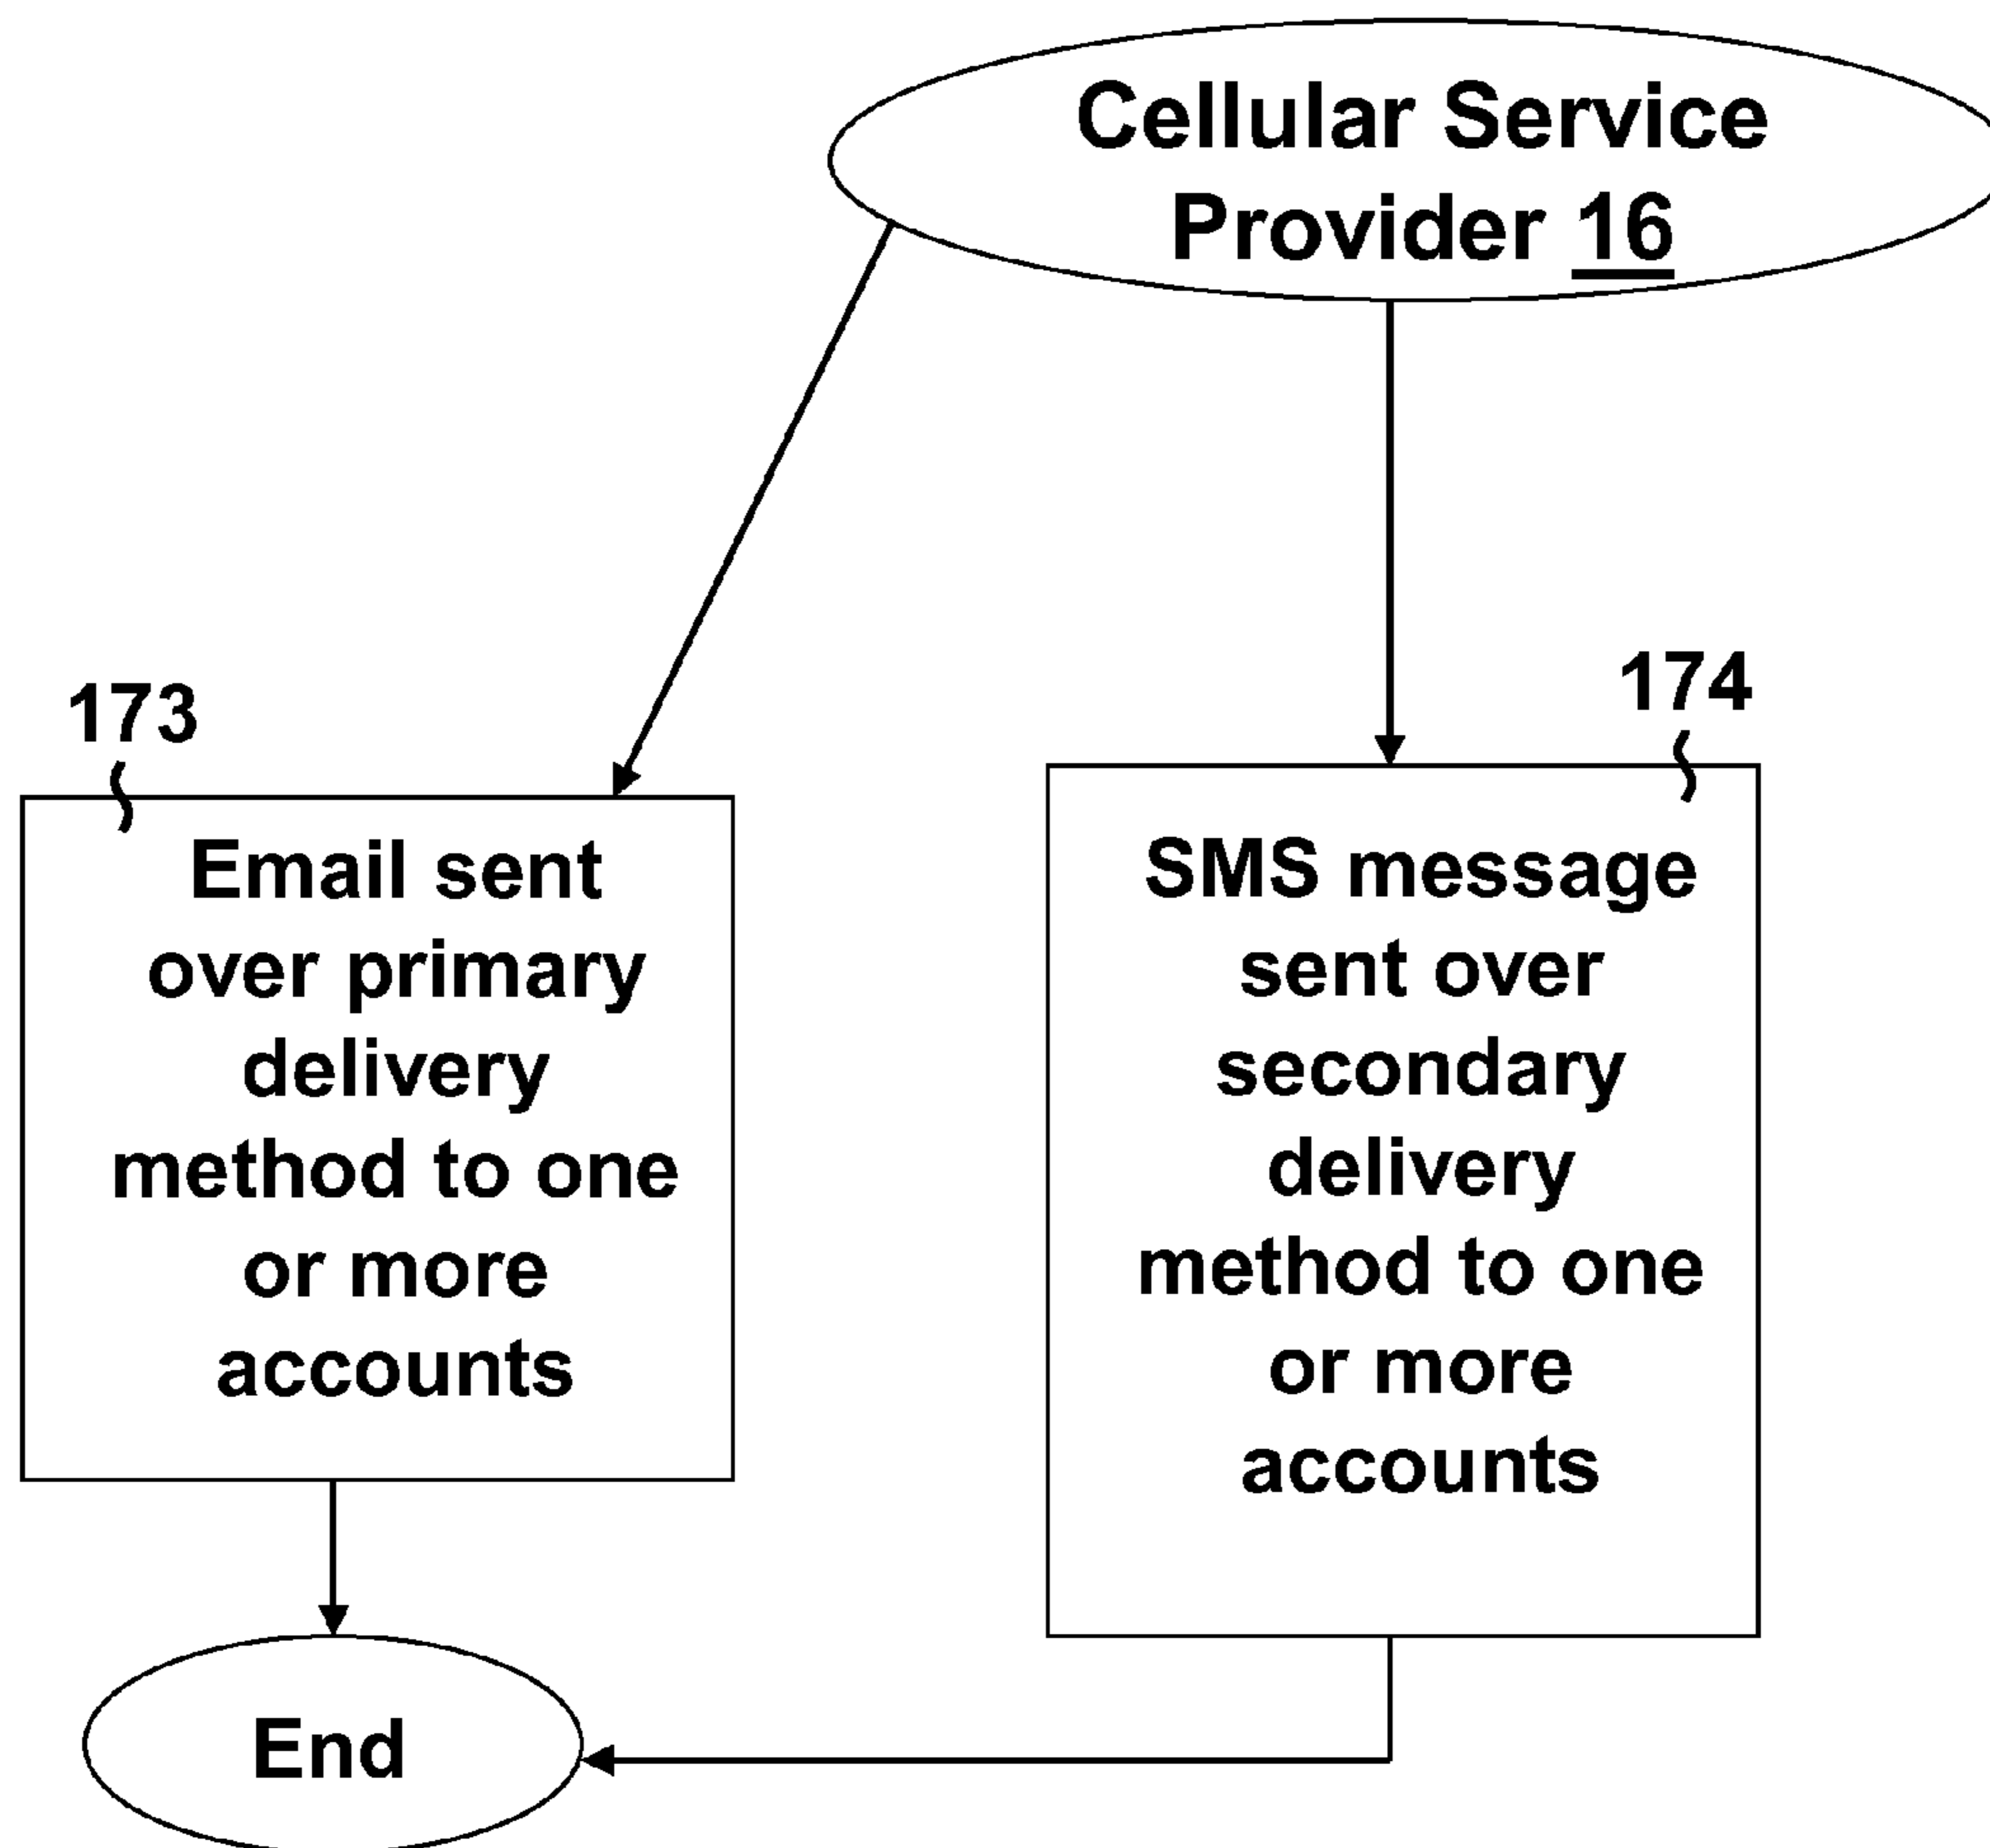 Cellular Service
Provider 16
173
Email sent
over primary
delivery
method to one
or more
accounts
174
SMS message
sent over
secondary
delivery
method to one
or more
accounts
End